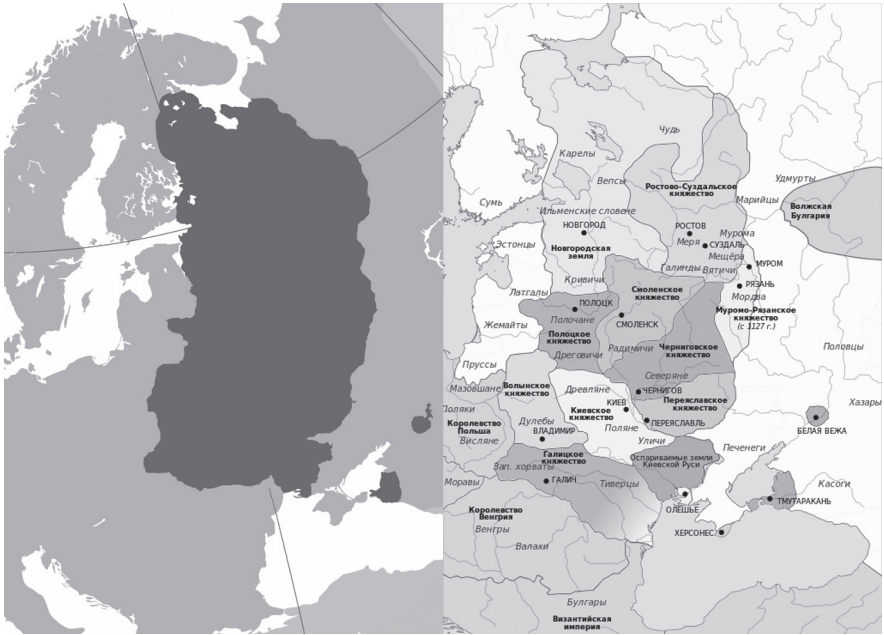 Чудь
Карелы
Вепсы
Удмурты
Ростово-Суздальское
княжество
Марийцы
Сумь
Волжская
Булгария
Ильменские словене
НОВГОРОД
РОСТОВ
Мурома
Эстонцы
Меря
СУЗДАЛЬ
Новгородская
земля
Мещёра
МУРОМ
Галинды
Вятичи
Кривичи
РЯЗАНЬ
Латгалы
Смоленское
княжество
Мордва
ПОЛОЦК
Муромо-Рязанское
княжество
(с 1127 г.)
Полочане
СМОЛЕНСК
Жемайты
Полоцкое
княжество
Радимичи
Черниговское
княжество
Половцы
Дреговичи
Пруссы
Северяне
Мазовшане
Волынское
княжество
Древляне
ЧЕРНИГОВ
Хазары
КИЕВ
Переяславское
княжество
Поляки
Киевское
княжество
Королевство
Польша
Дулебы
Поляне
ПЕРЕЯСЛАВЛЬ
БЕЛАЯ ВЕЖА
ВЛАДИМИР
Висляне
Уличи
Печенеги
Галицкое
княжество
Оспариваемые земли
Киевской Руси
Зап. хорваты
Моравы
ГАЛИЧ
Тиверцы
Касоги
ТМУТАРАКАНЬ
ОЛЕШЬЕ
Королевство
Венгрия
Венгры
ХЕРСОНЕС
Валахи
Булгары
Византийская
империя